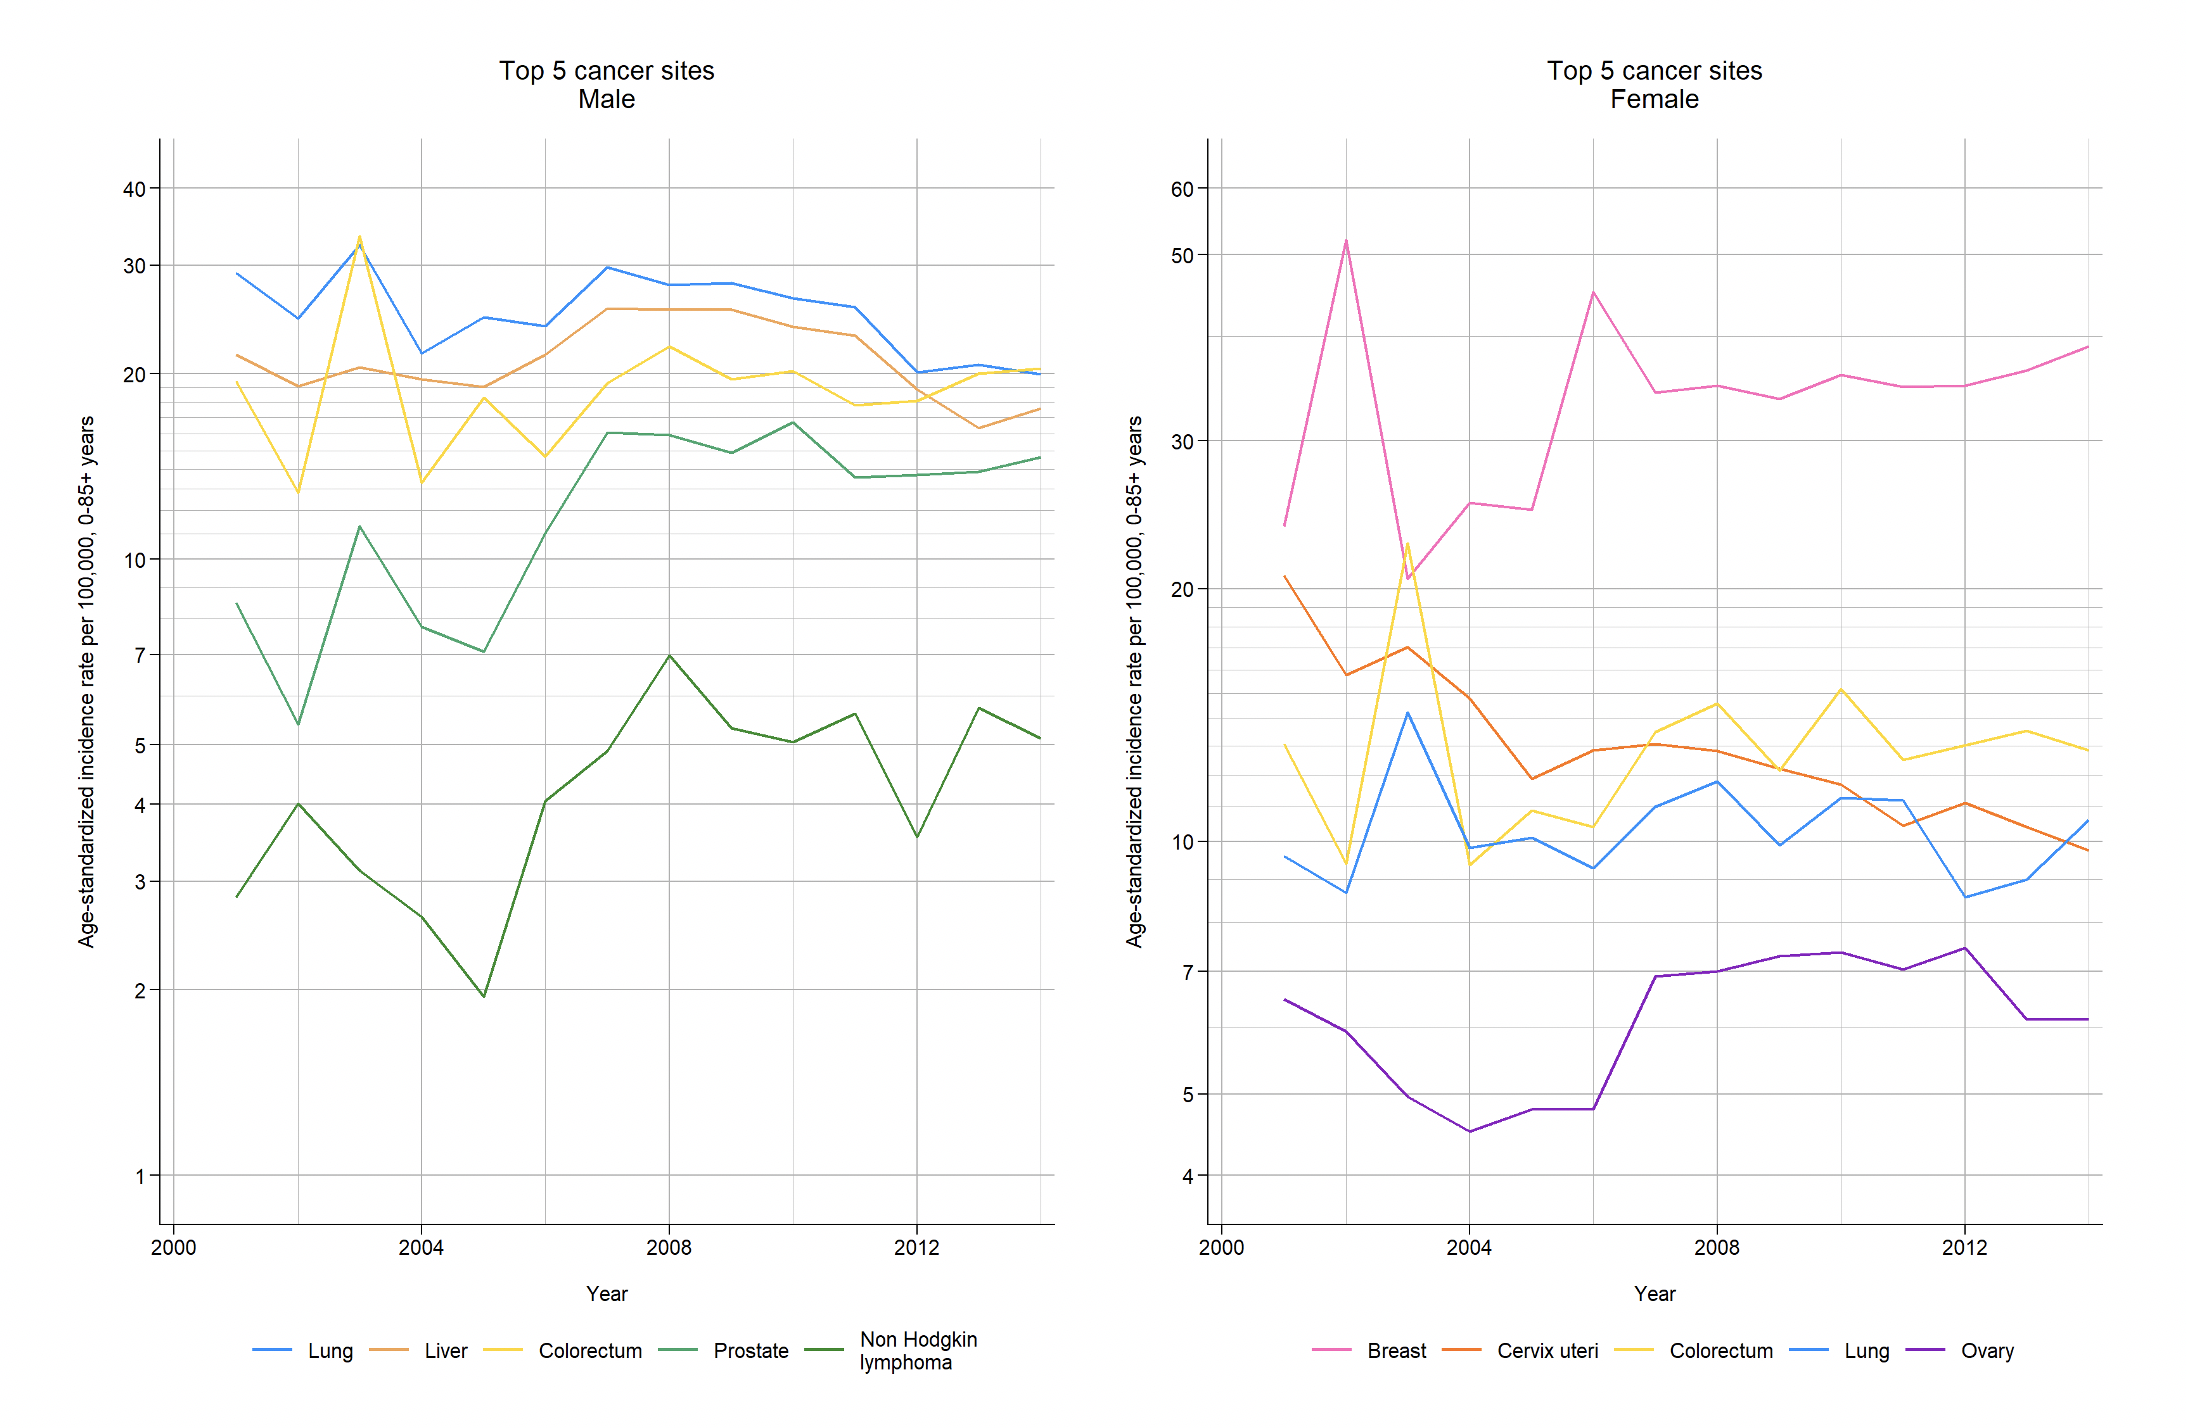 Top 5 cancer sites
Male
Age-standardized incidence rate per 100,000, 0-85+ years
40
30
20
10
7
5
4
3
2
1
2000 2004 2008 2012
Year
Lung Liver Colorectum Prostate Non Hodgkin
lymphoma
Top 5 cancer sites
Female
Age-standardized incidence rate per 100,000, 0-85+ years
60
50
30
20
10
7
5
4
2000 2004 2008 2012
Year
Breast Cervix uteri Colorectum Lung Ovary